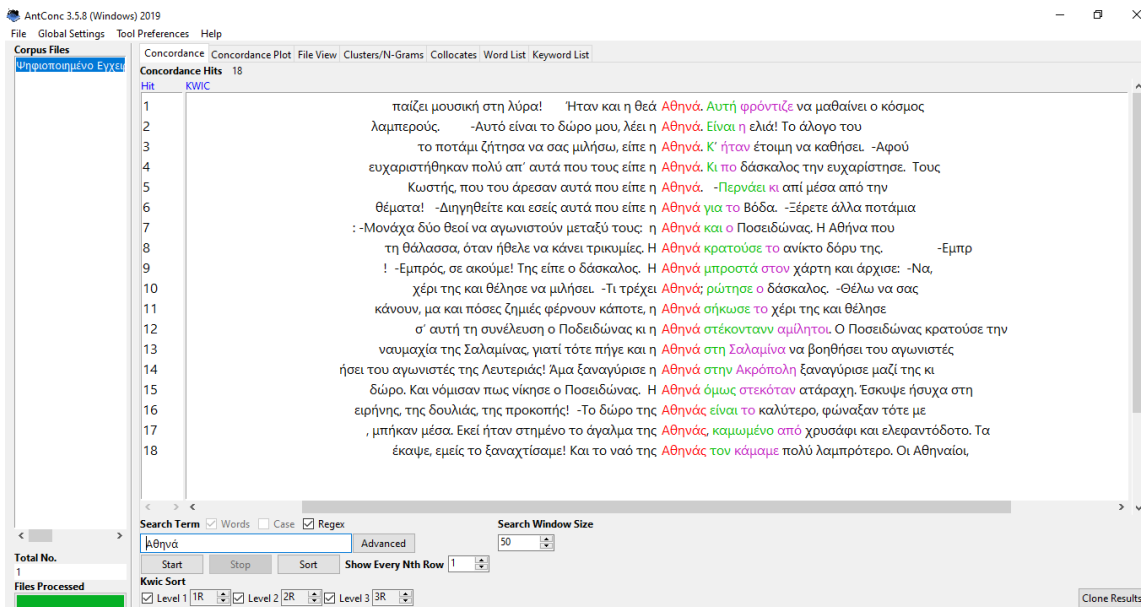 AntConc 3.5.8 (Windows) 2019
File Global Settings Tool Preferences Help
Corpus Files
Ψηφιοποιημένο Εγχει
Concordance Concordance Plot File View Clusters/N-Grams Collocates Word List Keyword List
Concordance Hits 18
Hit KWIC
1 παίζει μουσική στη λύρα! Ήταν και η θεά Αθηνά. Αυτή φρόντιζε να μαθαίνει ο κόσμος
2 λαμπερούς. -Αυτό είναι το δώρο μου, λέει η Αθηνά. Είναι η ελιά! Το άλογο του
3 το ποτάμι ζήτησα να σας μιλήσω, είπε η Αθηνά. Κ' ήταν έτοιμη να καθήσει. -Αφού
4 ευχαριστήθηκαν πολύ απ' αυτά που τους είπε η Αθηνά. Κι πο δάσκαλος την ευχαρίστησε. Τους
5 Κωστής, που του άρεσαν αυτά που είπε η Αθηνά. -Περνάει κι απί μέσα από την
6 θέματα! -Διηγηθείτε και εσείς αυτά που είπε η Αθηνά για το Βόδα. -Ξέρετε άλλα ποτάμια
7 : -Μονάχα δύο θεοί να αγωνιστούν μεταξύ τους: η Αθηνά και ο Ποσειδώνας. Η Αθήνα που
8 τη θάλασσα, όταν ήθελε να κάνει τρικυμίες. Η Αθηνά κρατούσε το ανίκτο δόρυ της. -Εμπρ
9 ! -Εμπρός, σε ακούμε! Της είπε ο δάσκαλος. Η Αθηνά μπροστά στον χάρτη και άρχισε: -Να,
10 χέρι της και θέλησε να μιλήσει. -Τι τρέχει Αθηνά; ρώτησε ο δάσκαλος. -Θέλω να σας
11 κάνουν, μα και πόσες ζημιές φέρνουν κάποτε, η Αθηνά σήκωσε το χέρι της και θέλησε
12 σ' αυτή τη συνέλευση ο Ποδειώνας κι η Αθηνά στέκοντανν αμίλητοι. Ο Ποσειδώνας κρατούσε την
13 ναυμαχία της Σαλαμίνας, γιατί τότε πήγε και η Αθηνά στη Σαλαμίνα να βοηθήσει του αγωνιστές
14 ήσει του αγωνιστές της Λευτεριάς! Άμα ξαναγύρισε η Αθηνά στην Ακρόπολη ξαναγύρισε μαζί της κι
15 δώρο. Και νόμισαν πως νίκησε ο Ποσειδώνας. Η Αθηνά όμως στεκόταν ατάραχη. Έσκυψε ήσυχα στη
16 ειρήνης, της δουλιάς, της προκοπής! -Το δώρο της Αθηνάς είναι το καλύτερο, φώναξαν τότε με
17 , μπήκαν μέσα. Εκεί ήταν στημένο το άγαλμα της Αθηνάς, καμωμένο από χρυσάφι και ελεφαντόδοτο. Τα
18 έκαψε, εμείς το ξαναχτίσαμε! Και το ναό της Αθηνάς τον κάμαμε πολύ λαμπρότερο. Οι Αθηναίοι,
Search Term Words Case Regex Search Window Size
Αθηνά Advanced 50
Total No.
1
Start Stop Sort Show Every Nth Row 1
Files Processed
Kwic Sort
Level 1 1R Level 2 2R Level 3 3R Clone Results